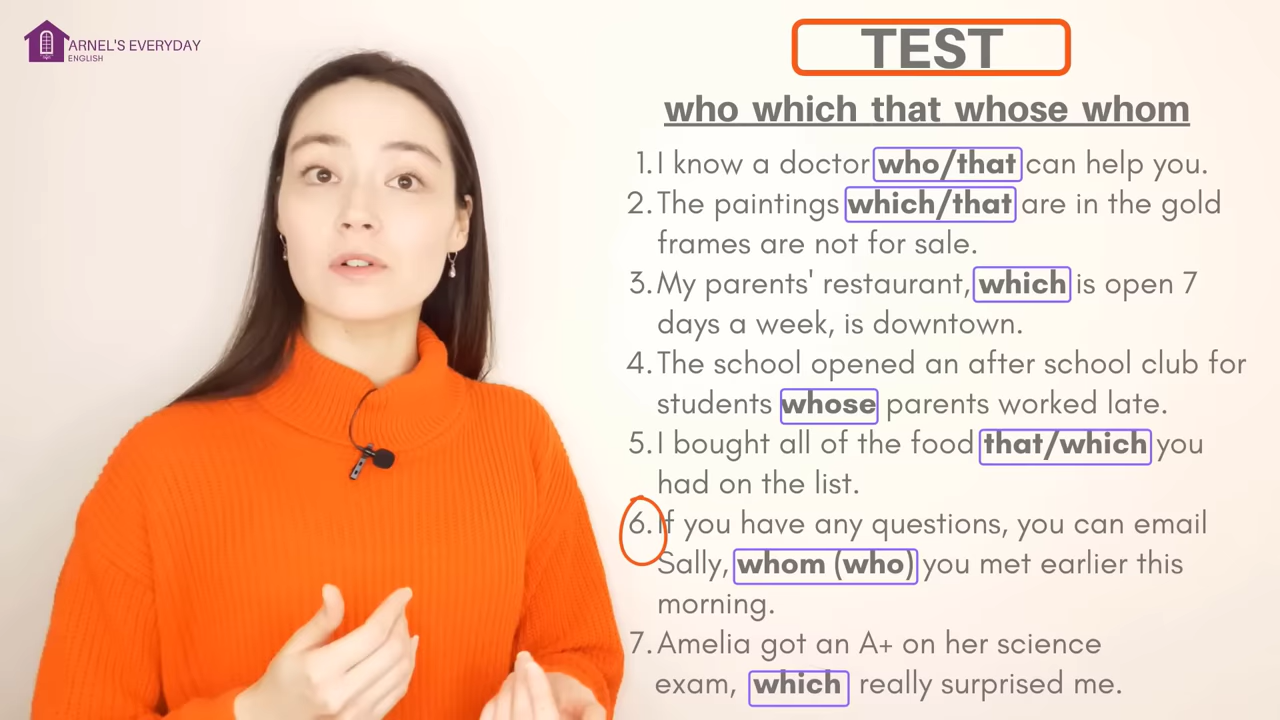 ARNEL'S EVERYDAY
ENGLISH
TEST
who which that whose whom
1. I know a doctor who/that can help you.
2. The paintings which/that are in the gold
frames are not for sale.
3. My parents' restaurant, which is open 7
days a week, is downtown.
4. The school opened an after school club for
students whose parents worked late.
5. I bought all of the food that/which you
had on the list.
6. If you have any questions, you can email
Sally, whom (who) you met earlier this
morning.
7. Amelia got an A+ on her science
exam, which really surprised me.